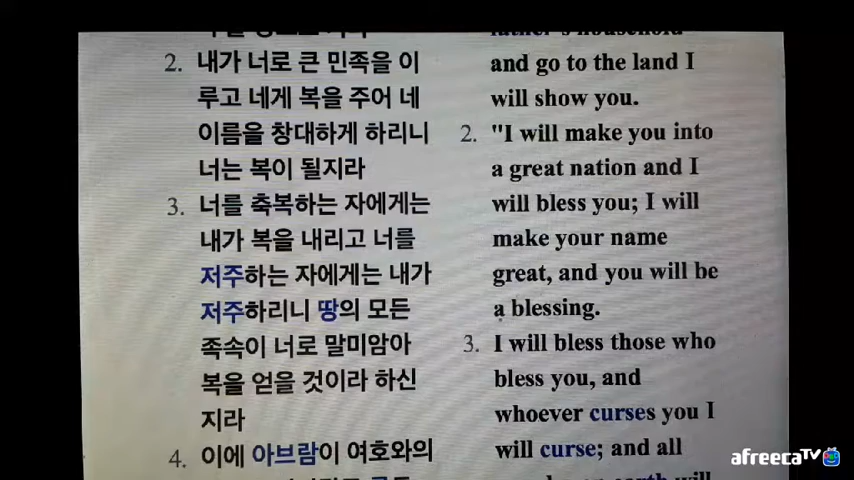 2. 내가 너로 큰 민족을 이
루고 네게 복을 주어 네
이름을 창대하게 하리니
너는 복이 될지라
3. 너를 축복하는 자에게는
내가 복을 내리고 너를
저주하는 자에게는 내가
저주하리니 땅의 모든
족속이 너로 말미암아
복을 얻을 것이라 하신
지라
4. 이에 아브람이 여호와의
father's household
and go to the land I
will show you.
2. "I will make you into
a great nation and I
will bless you; I will
make your name
great, and you will be
a blessing.
3. I will bless those who
bless you, and
whoever curses you I
will curse; and all
earth will
afreecaTV